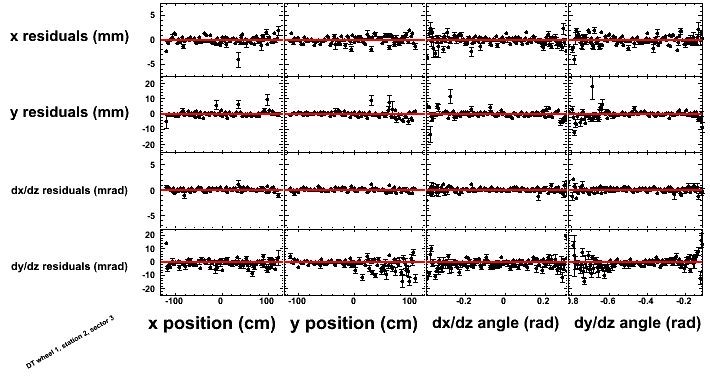 x residuals (mm)
5
0
-5
y residuals (mm)
20
10
0
-10
-20
dx/dz residuals (mrad)
5
0
-5
dy/dz residuals (mrad)
20
10
0
-10
-20
-100 0 100 -100 0 100 -0.2 0 0.2 0.8 -0.6 -0.4 -0.2
x position (cm) y position (cm) dx/dz angle (rad) dy/dz angle (rad)
DT wheel 1, station 2, sector 3